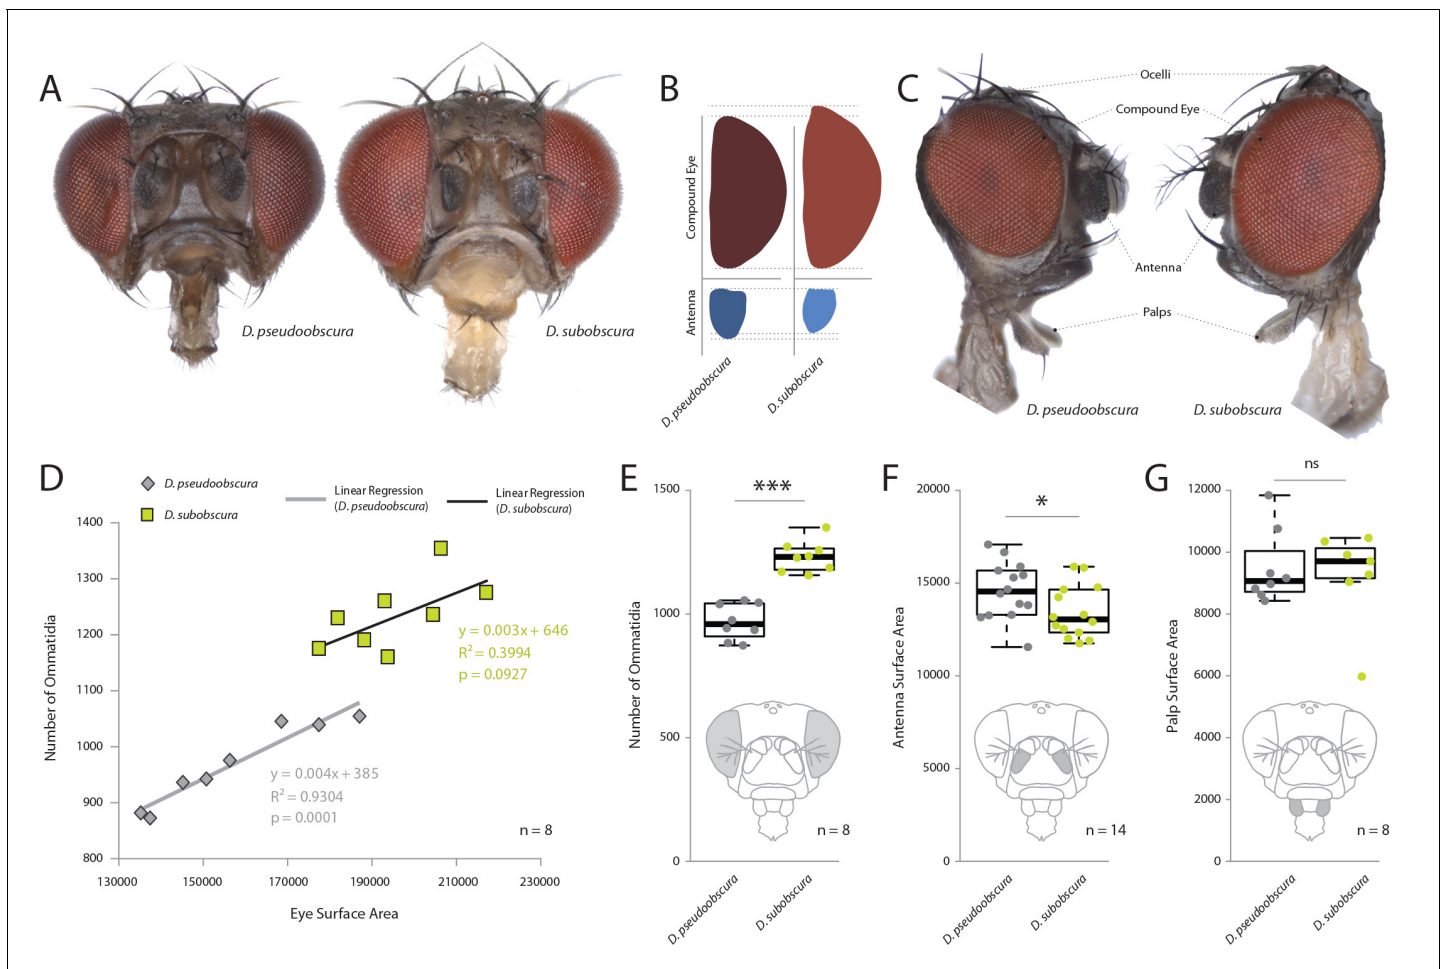 A
D. pseudoobscura
D. subobscura
B
Compound Eye
Antenna
D. pseudoobscura
D. subobscura
C
Ocelli
Compound Eye
Antenna
Palps
D. pseudoobscura
D. subobscura
D
D. pseudoobscura
D. subobscura
Linear Regression
(D. pseudoobscura)
Linear Regression
(D. subobscura)
Number of Ommatidia
1400
1300
1200
1100
1000
900
800
y = 0.003x + 646
R² = 0.3994
p = 0.0927
y = 0.004x + 385
R² = 0.9304
p = 0.0001
n = 8
130000
150000
170000
190000
210000
230000
Eye Surface Area
E
***
Number of Ommatidia
1500
1000
500
0
n = 8
D. pseudoobscura
D. subobscura
F
*
Antenna Surface Area
20000
15000
10000
5000
0
n = 14
D. pseudoobscura
D. subobscura
G
ns
Palp Surface Area
12000
10000
8000
6000
4000
2000
0
n = 8
D. pseudoobscura
D. subobscura